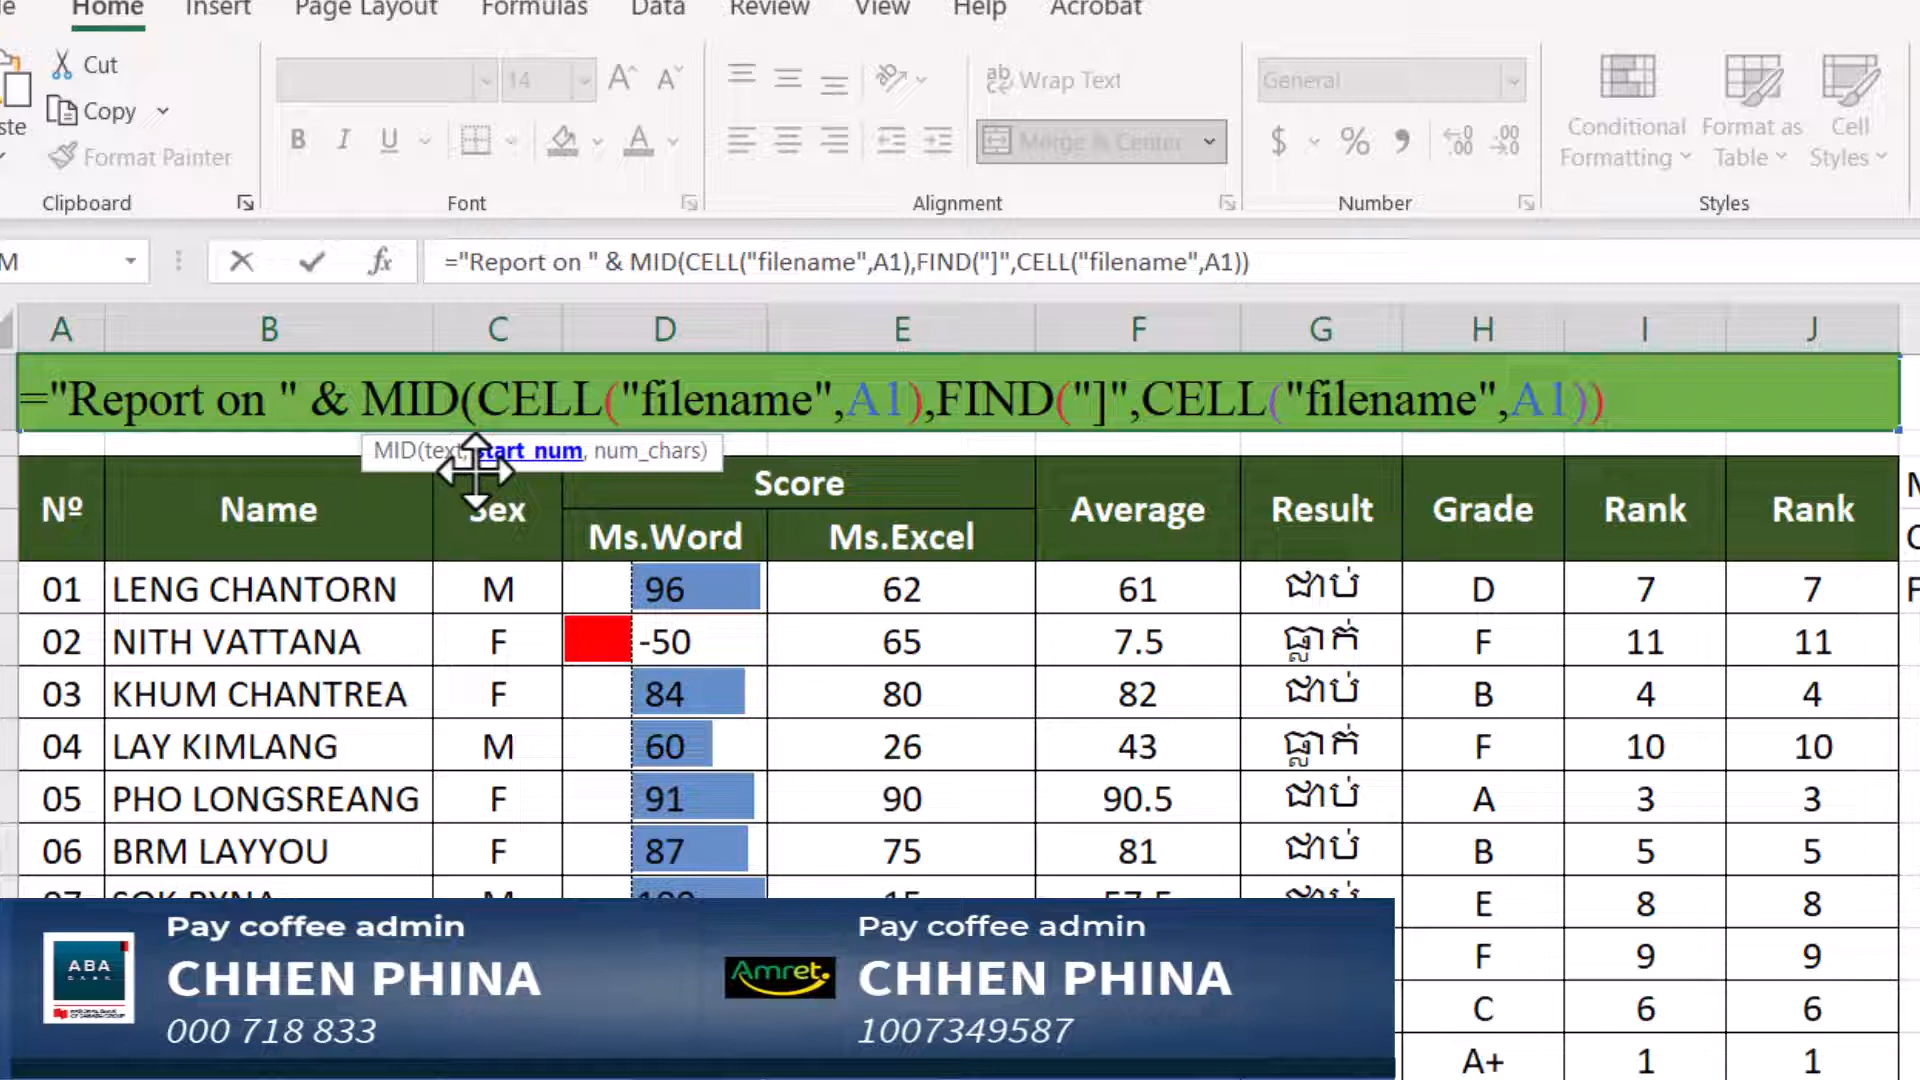 Home Insert Page Layout Formulas Data Review View Help Acrobat
Cut
Copy
Format Painter
Clipboard
14
B I U
Font
Wrap Text
Merge & Center
Alignment
General
$ %
Number
Conditional Formatting
Format as Table
Cell Styles
Styles
M fx ="Report on " & MID(CELL("filename",A1),FIND("]",CELL("filename",A1))
A B C D E F G H I J
="Report on " & MID(CELL("filename",A1),FIND("]",CELL("filename",A1))
MID(text, start_num, num_chars)
Nº Name Sex Score Average Result Grade Rank Rank
Ms.Word Ms.Excel
01 LENG CHANTORN M 96 62 61 ជាប់ D 7 7
02 NITH VATTANA F -50 65 7.5 ធ្លាក់ F 11 11
03 KHUM CHANTREA F 84 80 82 ជាប់ B 4 4
04 LAY KIMLANG M 60 26 43 ធ្លាក់ F 10 10
05 PHO LONGSREANG F 91 90 90.5 ជាប់ A 3 3
06 BRM LAYYOU F 87 75 81 ជាប់ B 5 5
E 8 8
F 9 9
C 6 6
A+ 1 1
ABA
Pay coffee admin
CHHEN PHINA
000 718 833
Amret.
Pay coffee admin
CHHEN PHINA
1007349587